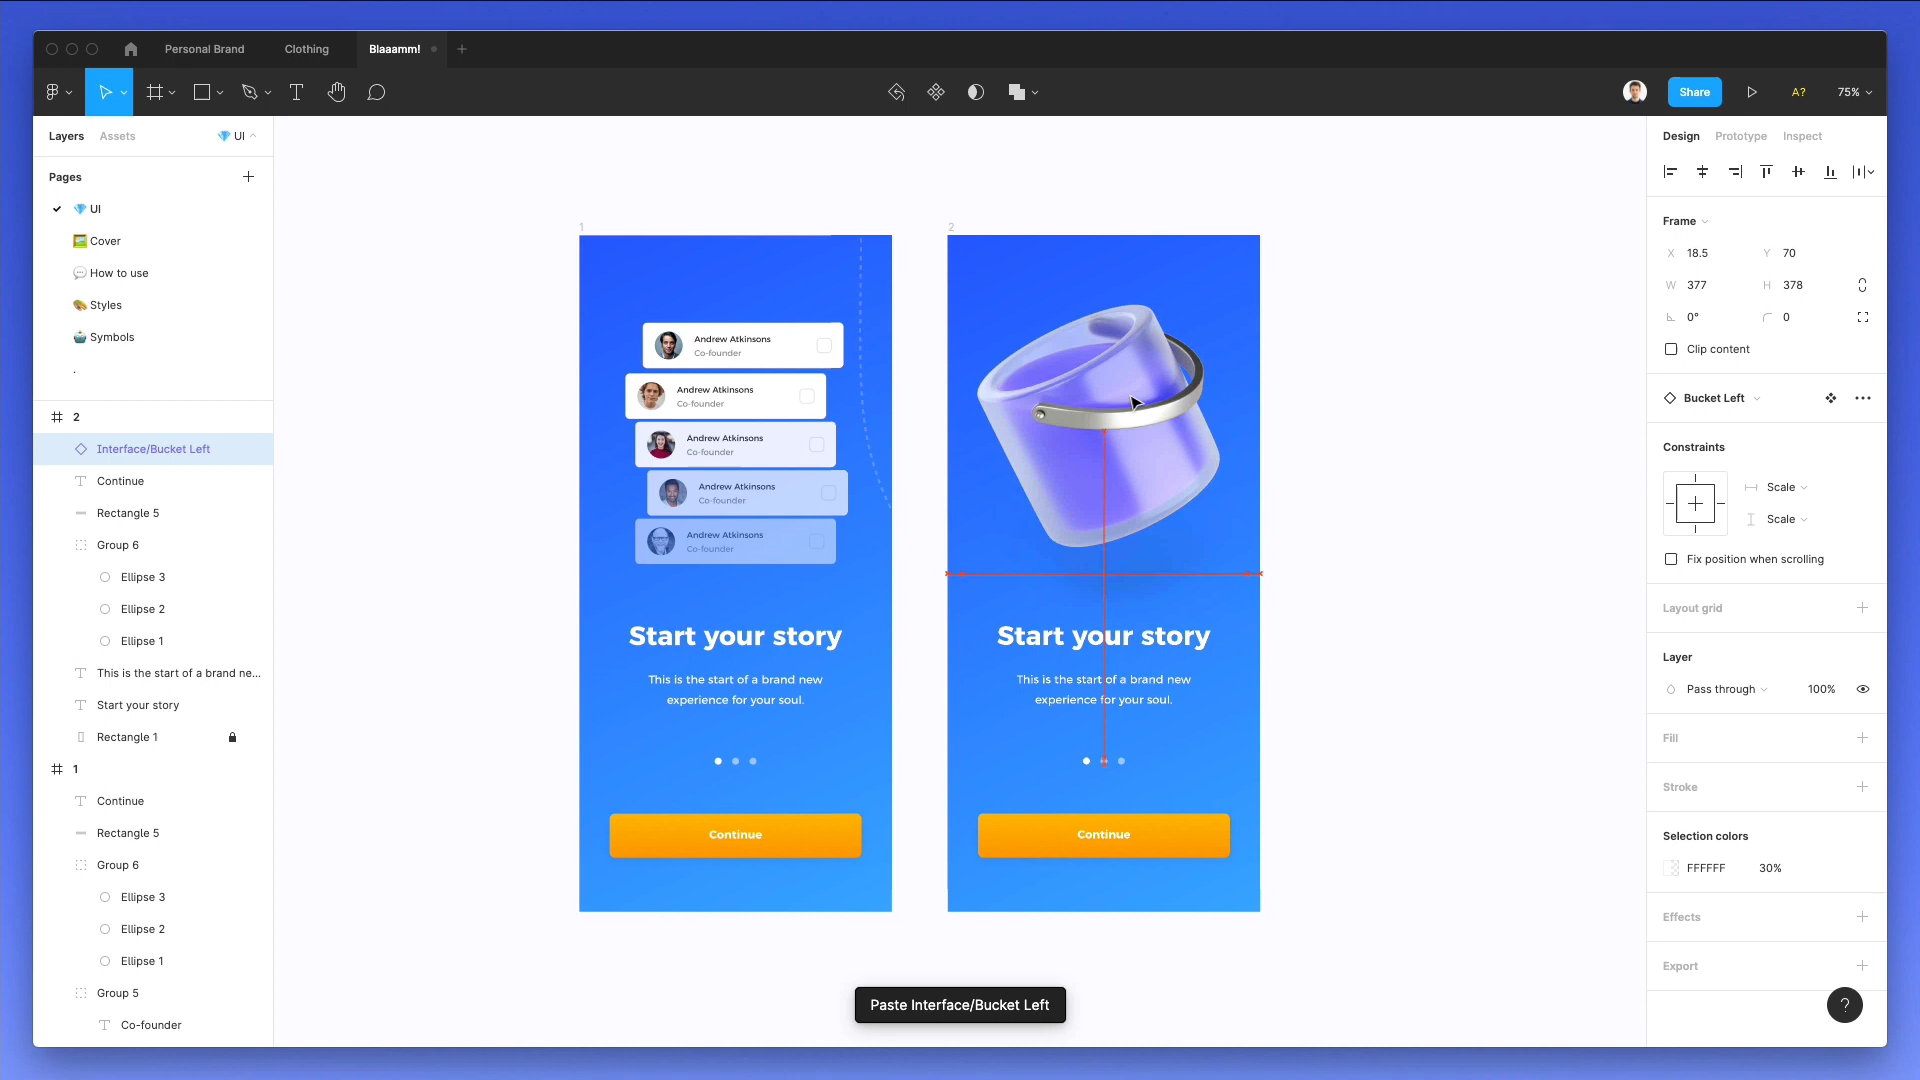 Personal Brand
Clothing
Blaaamm!
Share
A?
75%
Layers
Assets
UI
Pages
UI
Cover
How to use
Styles
Symbols
.
2
Interface/Bucket Left
Continue
Rectangle 5
Group 6
Ellipse 3
Ellipse 2
Ellipse 1
This is the start of a brand ne...
Start your story
Rectangle 1
1
Continue
Rectangle 5
Group 6
Ellipse 3
Ellipse 2
Ellipse 1
Group 5
Co-founder
1
Andrew Atkinsons
Co-founder
Andrew Atkinsons
Co-founder
Andrew Atkinsons
Co-founder
Andrew Atkinsons
Co-founder
Andrew Atkinsons
Co-founder
Start your story
This is the start of a brand new
experience for your soul.
Continue
2
Start your story
This is the start of a brand new
experience for your soul.
Continue
Paste Interface/Bucket Left
Design
Prototype
Inspect
Frame
X 18.5 Y 70
W 377 H 378
0° 0
Clip content
Bucket Left
Constraints
Scale
Scale
Fix position when scrolling
Layout grid
Layer
Pass through 100%
Fill
Stroke
Selection colors
FFFFFF 30%
Effects
Export
?